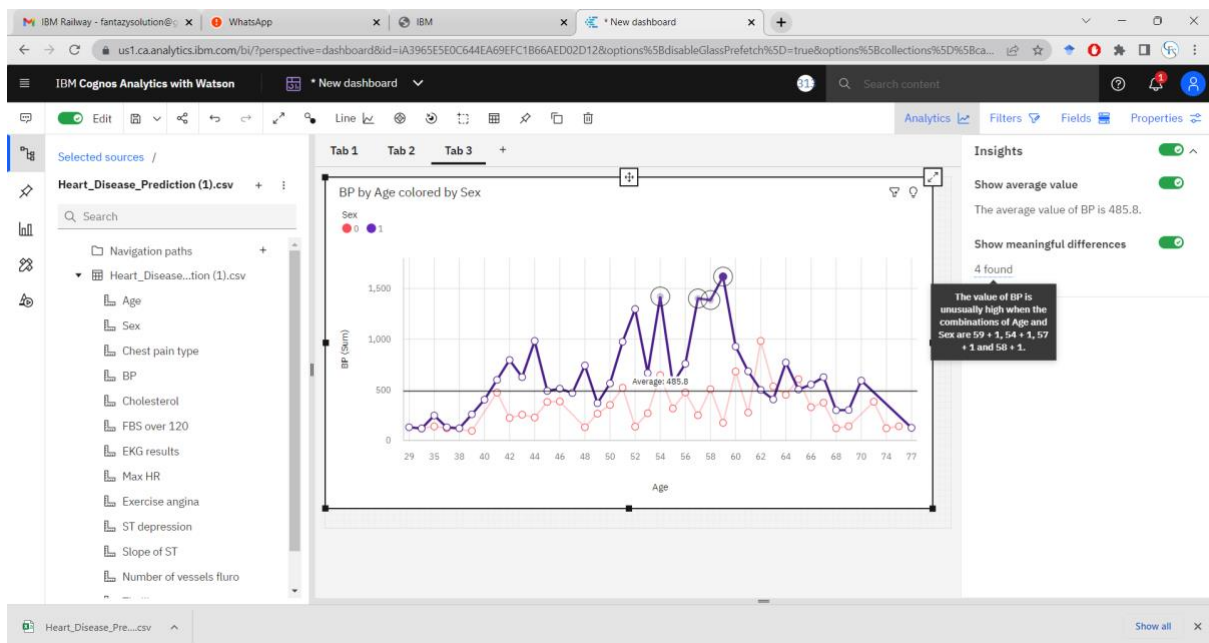 IBM Railway - fantazysolution@g
WhatsApp
IBM
* New dashboard
us1.ca.analytics.ibm.com/bi/?perspective=dashboard&id=iA3965E5E0C644EA69EFC1B66AED02D12&options%5BdisableGlassPrefetch%5D=true&options%5Bcollections%5D%5Bca...
IBM Cognos Analytics with Watson
* New dashboard
Search content
Edit
Line
Analytics
Filters
Fields
Properties
Selected sources /
Heart_Disease_Prediction (1).csv
Search
Navigation paths
Heart_Disease...tion (1).csv
Age
Sex
Chest pain type
BP
Cholesterol
FBS over 120
EKG results
Max HR
Exercise angina
ST depression
Slope of ST
Number of vessels fluro
Tab 1 Tab 2 Tab 3 +
BP by Age colored by Sex
Sex
0 1
BP (Sum)
1,500
1,000
500
0
Average: 485.8
29 35 38 40 42 44 46 48 50 52 54 56 58 60 62 64 66 68 70 74 77
Age
Insights
Show average value
The average value of BP is 485.8.
Show meaningful differences
4 found
The value of BP is
unusually high when the
combinations of Age and
Sex are 59 + 1, 54 + 1, 57
+ 1 and 58 + 1.
Heart_Disease_Pre....csv
Show all